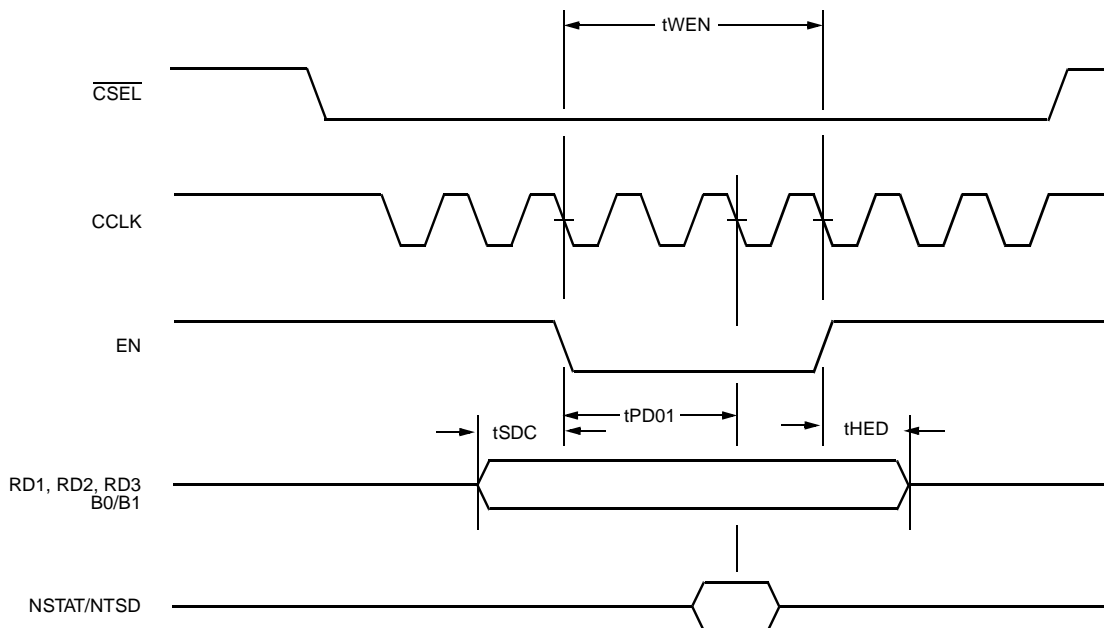 tWEN
CSEL
CCLK
EN
tPD01
tSDC
tHED
RD1, RD2, RD3
B0/B1
NSTAT/NTSD